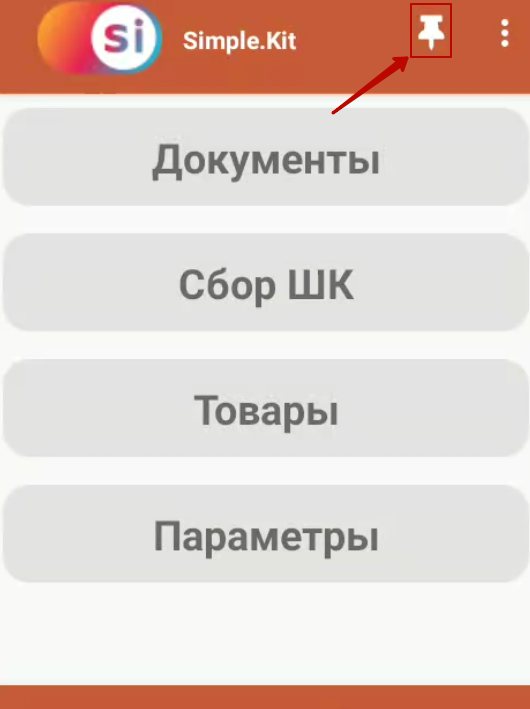 si
Simple.Kit
Документы
Сбор ШК
Товары
Параметры